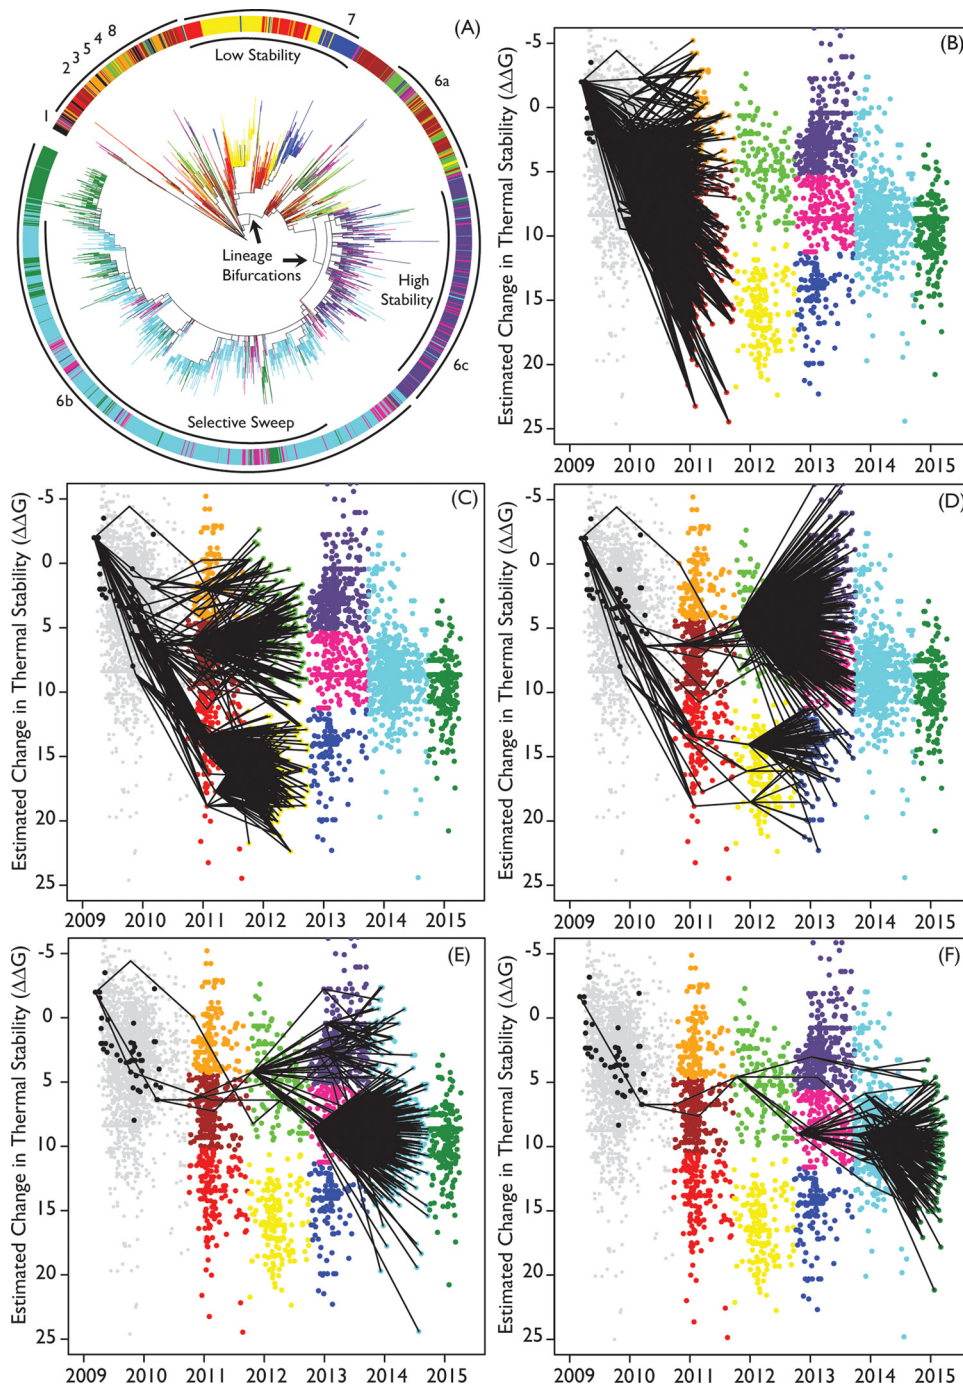 (A)
1
2
3
5
4
8
7
6a
6c
6b
Low Stability
Lineage
Bifurcations
High
Stability
Selective Sweep
(B)
Estimated Change in Thermal Stability (ΔΔG)
-5
0
5
10
15
20
25
2009 2010 2011 2012 2013 2014 2015
(C)
Estimated Change in Thermal Stability (ΔΔG)
-5
0
5
10
15
20
25
2009 2010 2011 2012 2013 2014 2015
(D)
Estimated Change in Thermal Stability (ΔΔG)
-5
0
5
10
15
20
25
2009 2010 2011 2012 2013 2014 2015
(E)
Estimated Change in Thermal Stability (ΔΔG)
-5
0
5
10
15
20
25
2009 2010 2011 2012 2013 2014 2015
(F)
Estimated Change in Thermal Stability (ΔΔG)
-5
0
5
10
15
20
25
2009 2010 2011 2012 2013 2014 2015